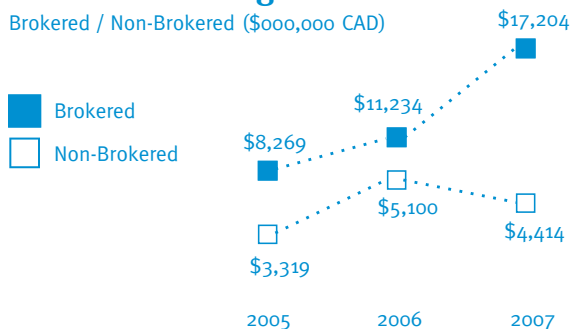 Brokered / Non-Brokered ($000,000 CAD)
$17,204
Brokered
$11,234
Non-Brokered
$8,269
$5,100
$4,414
$3,319
2005 2006 2007